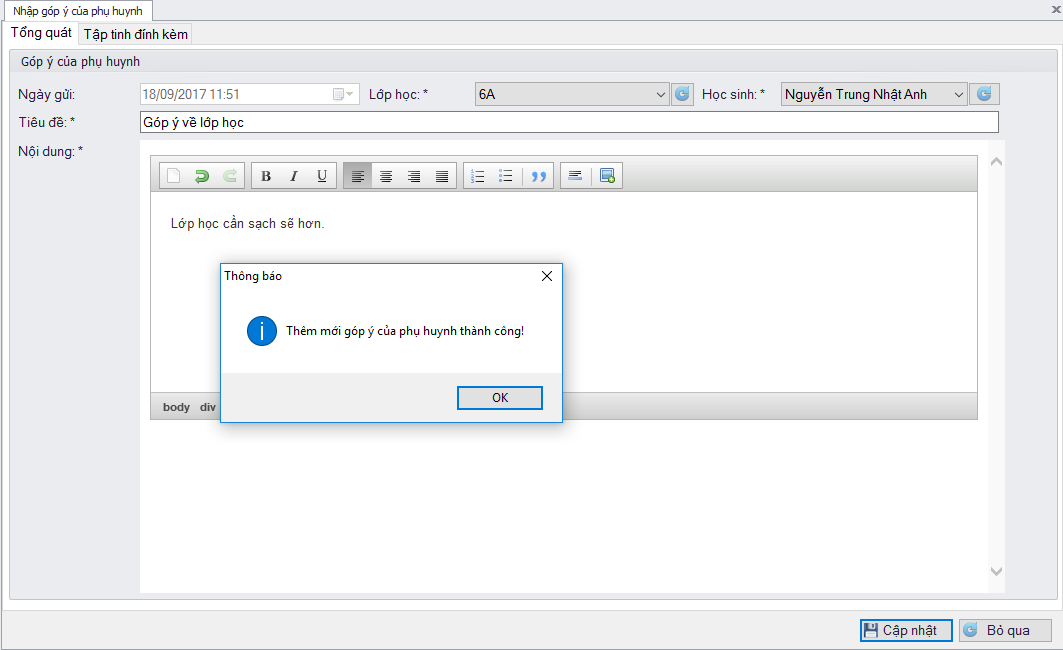 Nhập góp ý của phụ huynh
Tổng quát Tập tinh đính kèm
Góp ý của phụ huynh
Ngày gửi: 18/09/2017 11:51 Lớp học: * 6A Học sinh: * Nguyễn Trung Nhật Anh
Tiêu đề: * Góp ý về lớp học
Nội dung: *
B I U
Lớp học cần sạch sẽ hơn.
Thông báo
Thêm mới góp ý của phụ huynh thành công!
OK
body div
Cập nhật Bỏ qua